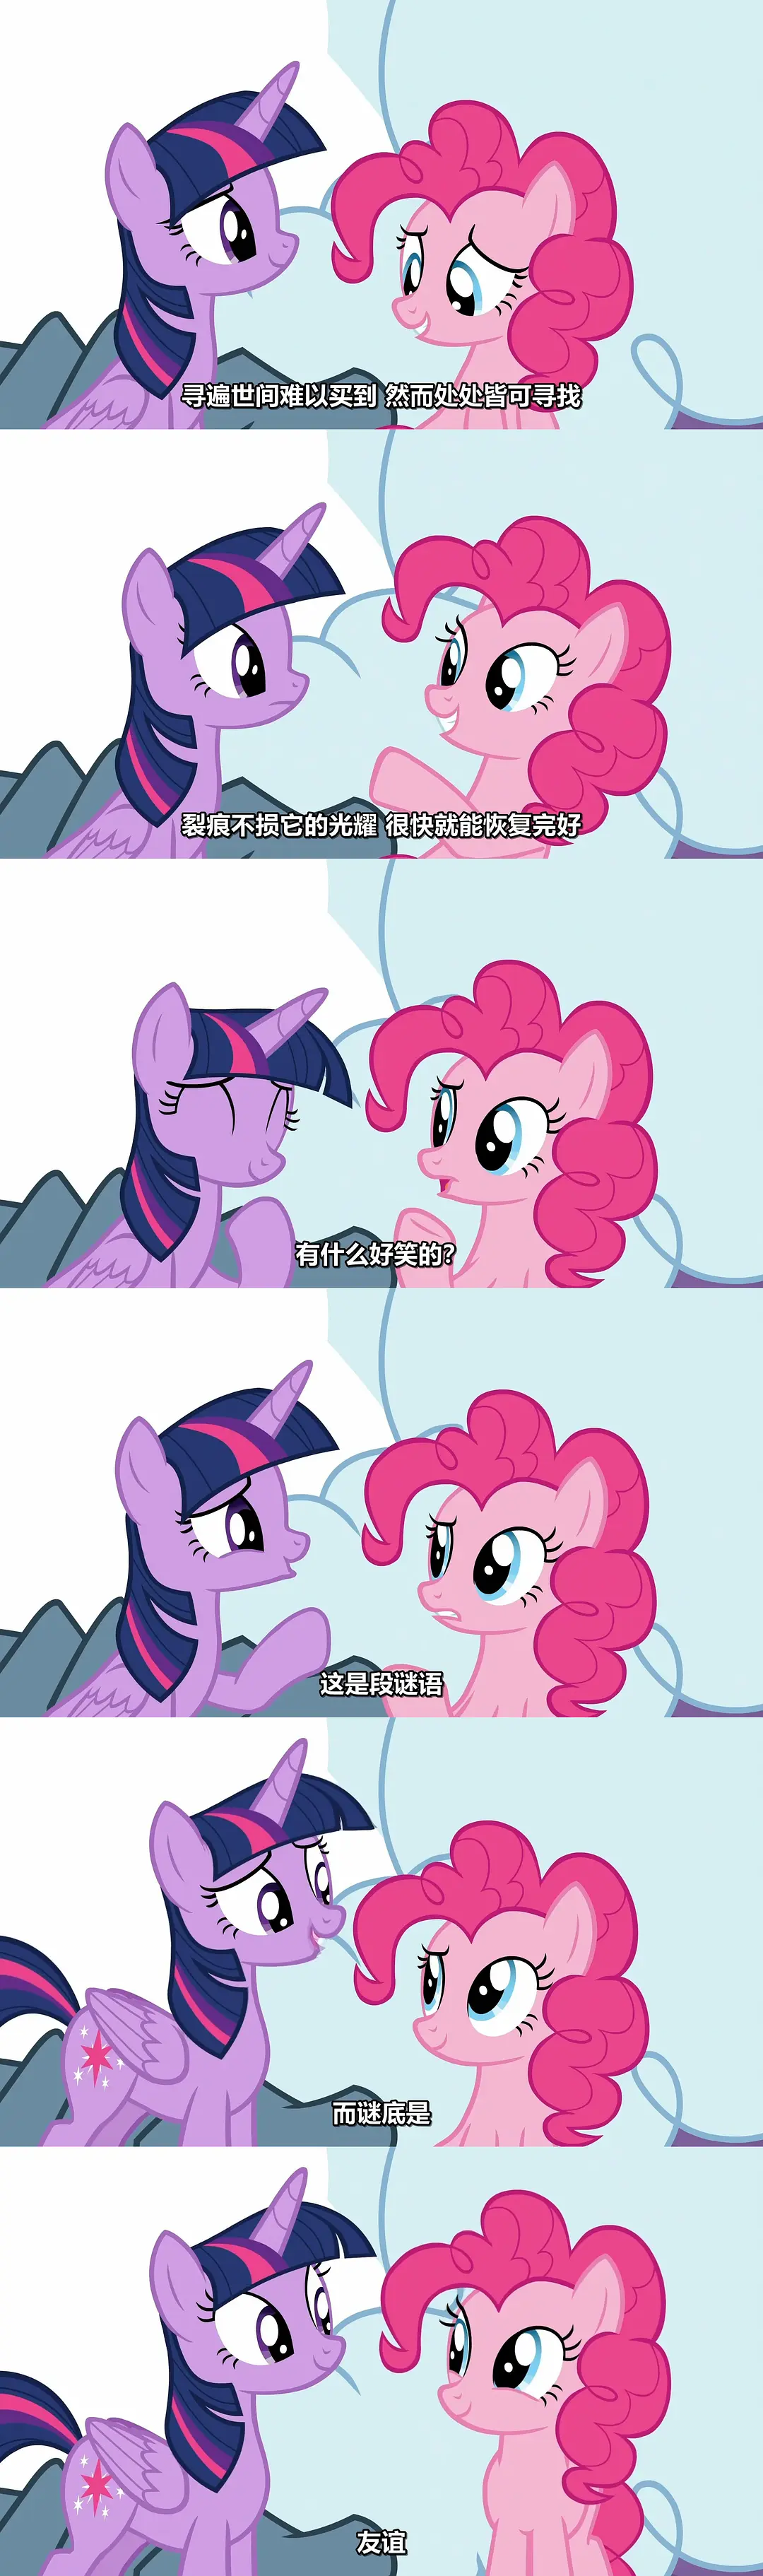 寻遍世间难以买到 然而处处皆可寻找
裂痕不损它的光耀 很快就能恢复完好
有什么好笑的?
这是段谜语
而谜底是
友谊